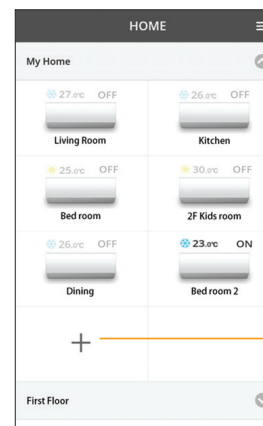 HOME
My Home
27.0℃ OFF 26.0℃ OFF
Living Room Kitchen
25.0℃ OFF 30.0℃ OFF
Bed room 2F Kids room
26.0℃ OFF 23.0℃ ON
Dining Bed room 2
First Floor